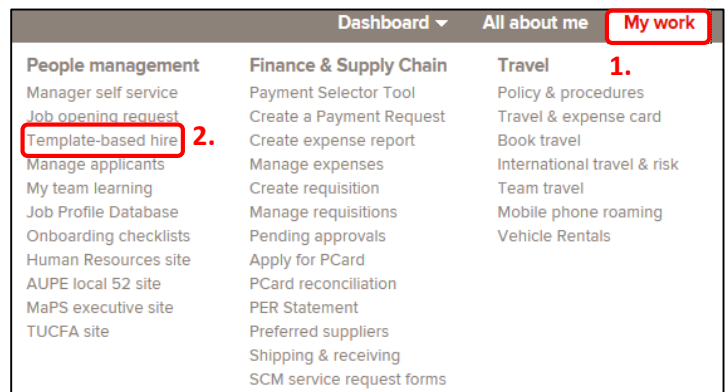 Dashboard All about me My work
1.
People management
Manager self service
Job opening request
Template-based hire 2.
Manage applicants
My team learning
Job Profile Database
Onboarding checklists
Human Resources site
AUPE local 52 site
MaPS executive site
TUCFA site
Finance & Supply Chain
Payment Selector Tool
Create a Payment Request
Create expense report
Manage expenses
Create requisition
Manage requisitions
Pending approvals
Apply for PCard
PCard reconciliation
PER Statement
Preferred suppliers
Shipping & receiving
SCM service request forms
Travel
Policy & procedures
Travel & expense card
Book travel
International travel & risk
Team travel
Mobile phone roaming
Vehicle Rentals